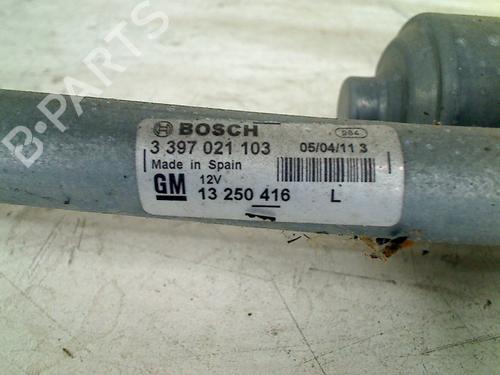 B-PARTS
BOSCH
984
3 397 021 103
05/04/11 3
Made in Spain
GM
12V
13 250 416
L